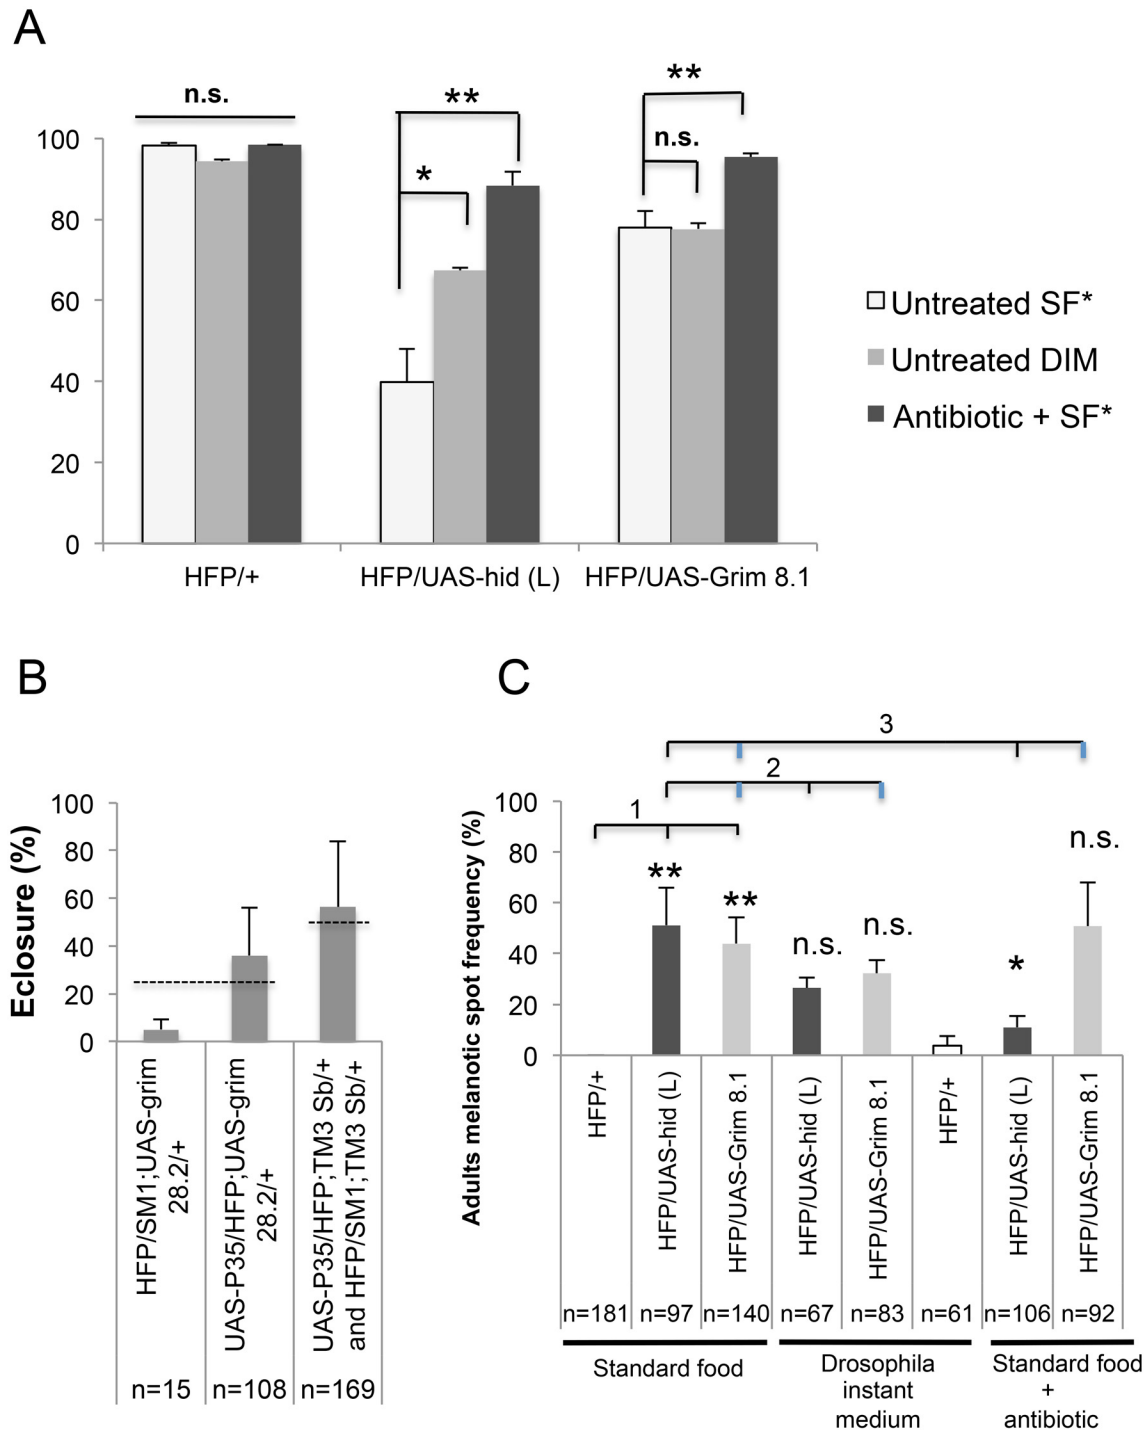 A
n.s.
**
*
**
n.s.
100
80
60
40
20
0
HFP/+
HFP/UAS-hid (L)
HFP/UAS-Grim 8.1
Untreated SF*
Untreated DIM
Antibiotic + SF*
B
Eclosure (%)
100
80
60
40
20
0
HFP/SM1;UAS-grim
28.2/+
UAS-P35/HFP;UAS-grim
28.2/+
UAS-P35/HFP;TM3 Sb/+
and HFP/SM1;TM3 Sb/+
n=15
n=108
n=169
C
Adults melanotic spot frequency (%)
3
2
1
100
80
60
40
20
0
**
**
n.s.
n.s.
*
n.s.
HFP/+
HFP/UAS-hid (L)
HFP/UAS-Grim 8.1
HFP/UAS-hid (L)
HFP/UAS-Grim 8.1
HFP/+
HFP/UAS-hid (L)
HFP/UAS-Grim 8.1
n=181
n=97
n=140
n=67
n=83
n=61
n=106
n=92
Standard food
Drosophila
instant
medium
Standard food
+
antibiotic